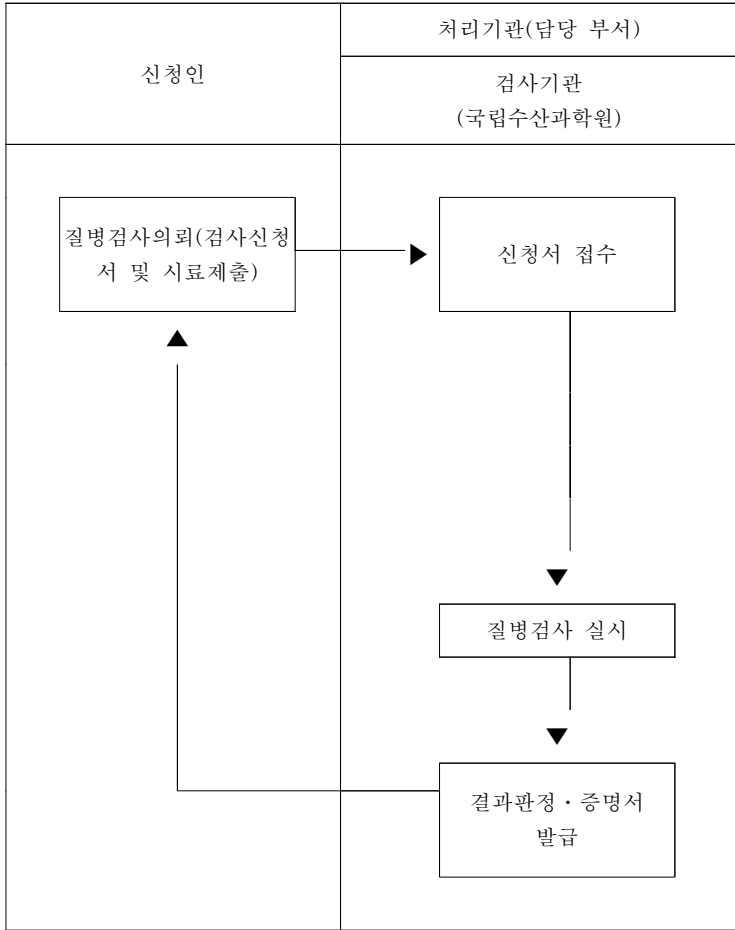 신청인
처리기관(담당 부서)
검사기관
(국립수산과학원)
질병검사의뢰(검사신청
서 및 시료제출)
신청서 접수
질병검사 실시
결과판정·증명서
발급